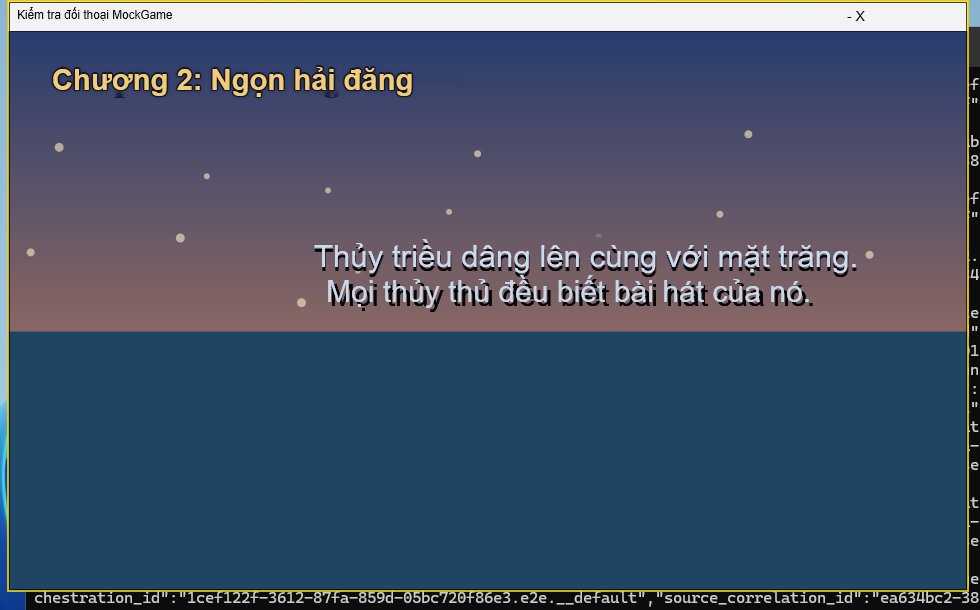 Kiểm tra đối thoại MockGame
- X
Chương 2: Ngọn hải đăng
Thủy triều dâng lên cùng với mặt trăng.
Mọi thủy thủ đều biết bài hát của nó.
chestration_id":"1cef122f-3612-87fa-859d-05bc720f86e3.e2e.__default","source_correlation_id":"ea634bc2-3